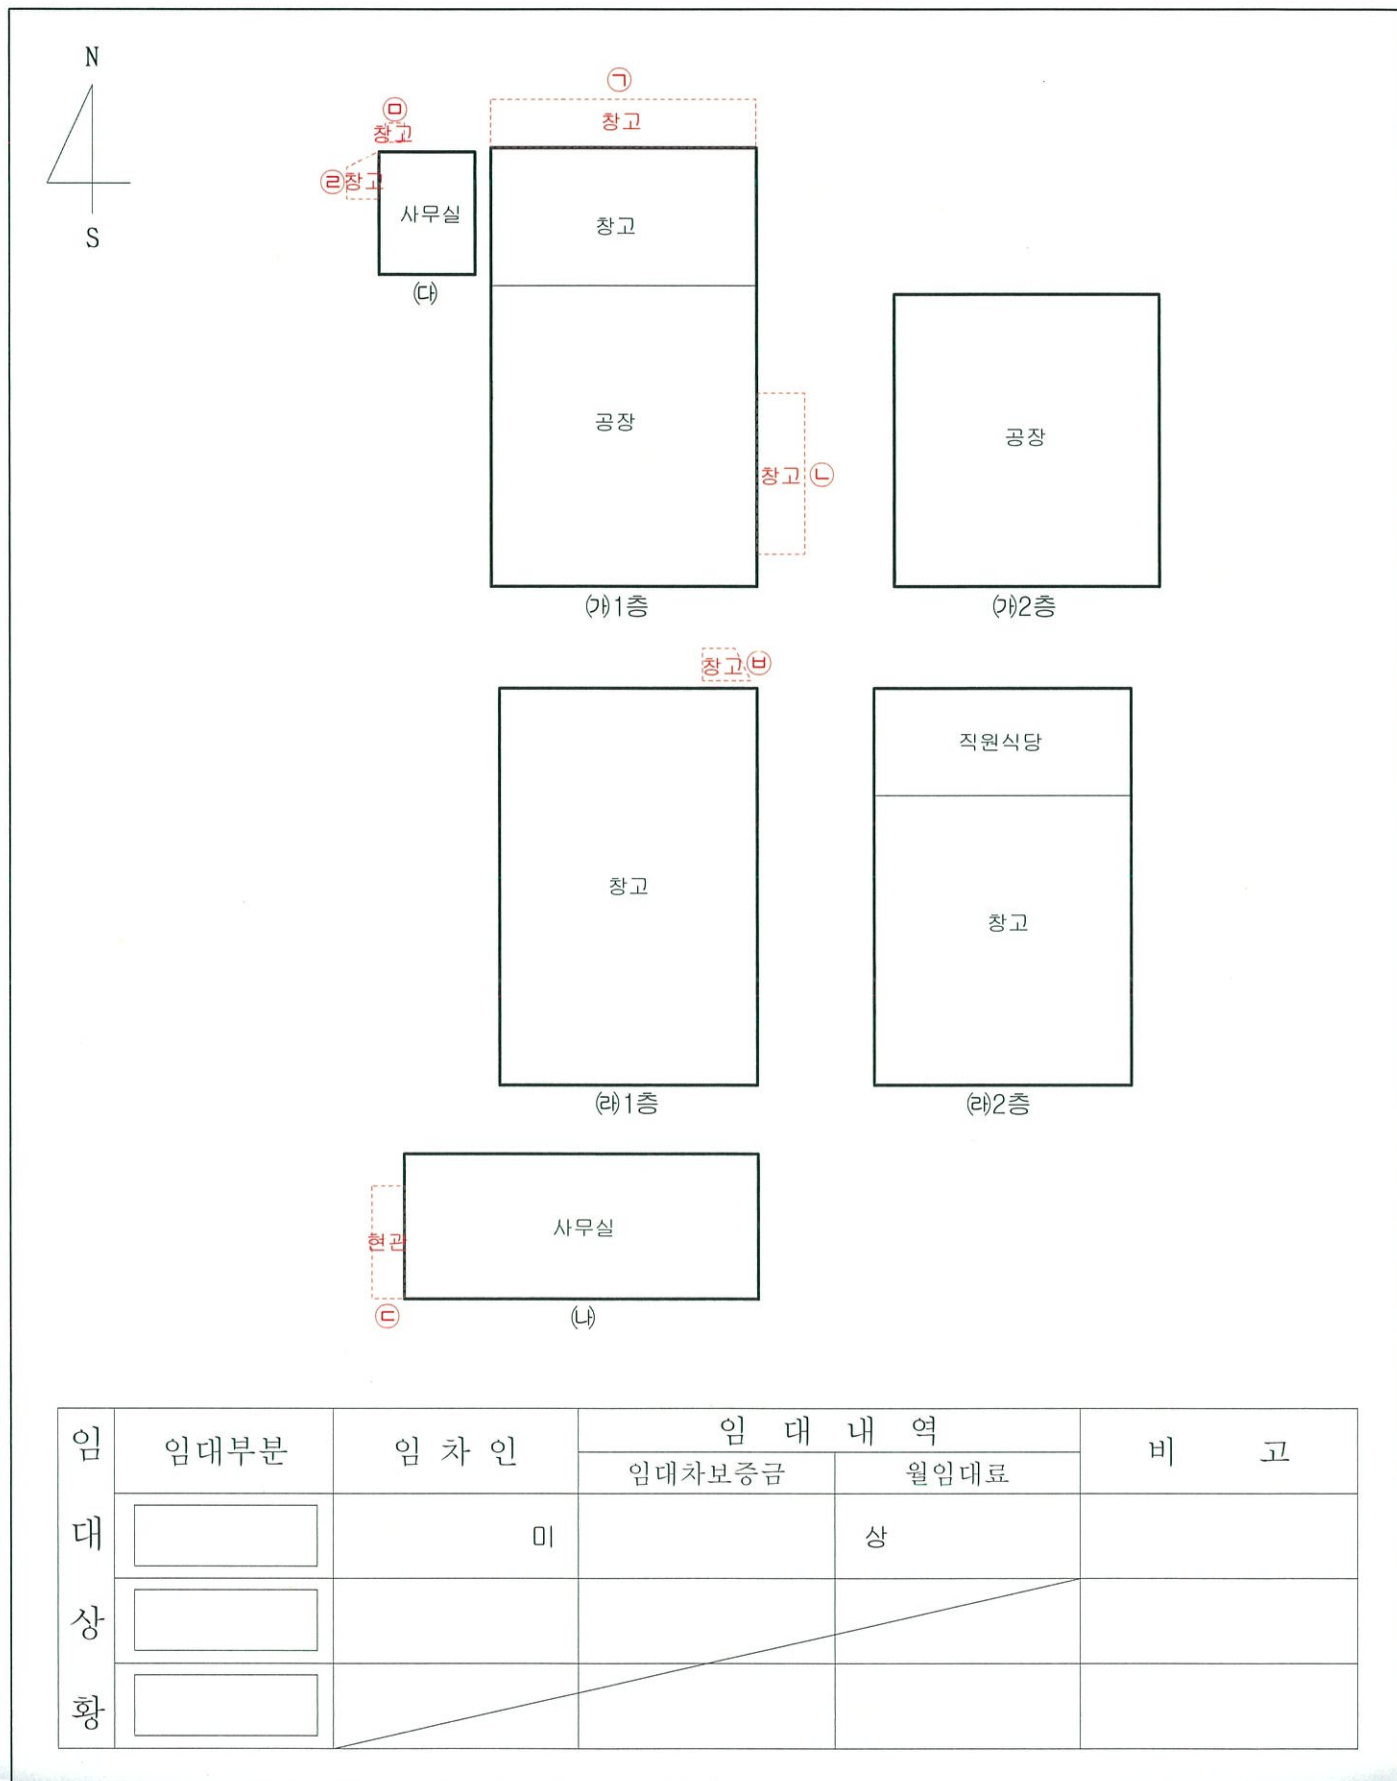 N
S
㉠
창고
㉤
창고
㉣창고
사무실
창고
㈐
공장
공장
창고 ㉡
㈎1층
㈎2층
창고 ㉥
직원식당
창고
창고
㈑1층
㈑2층
사무실
현관
㉢
㈏
임대상황
임대부분
임 차 인
임 대 내 역
비 고
임대차보증금
월임대료
미
상